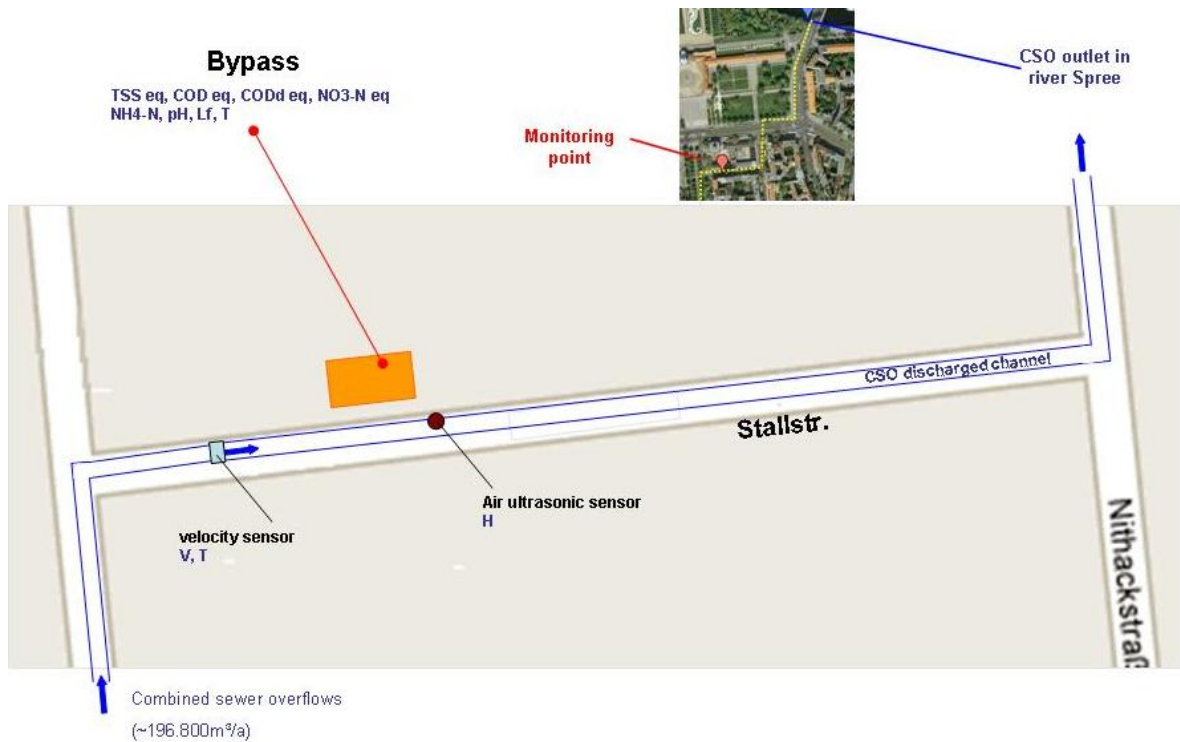 Bypass
TSS eq, COD eq, CODd eq, NO3-N eq
NH4-N, pH, Lf, T
CSO outlet in
river Spree
Monitoring
point
CSO discharged channel
Stallstr.
Air ultrasonic sensor
H
velocity sensor
V, T
Nithackstraß
Combined sewer overflows
(~196.800m³/a)